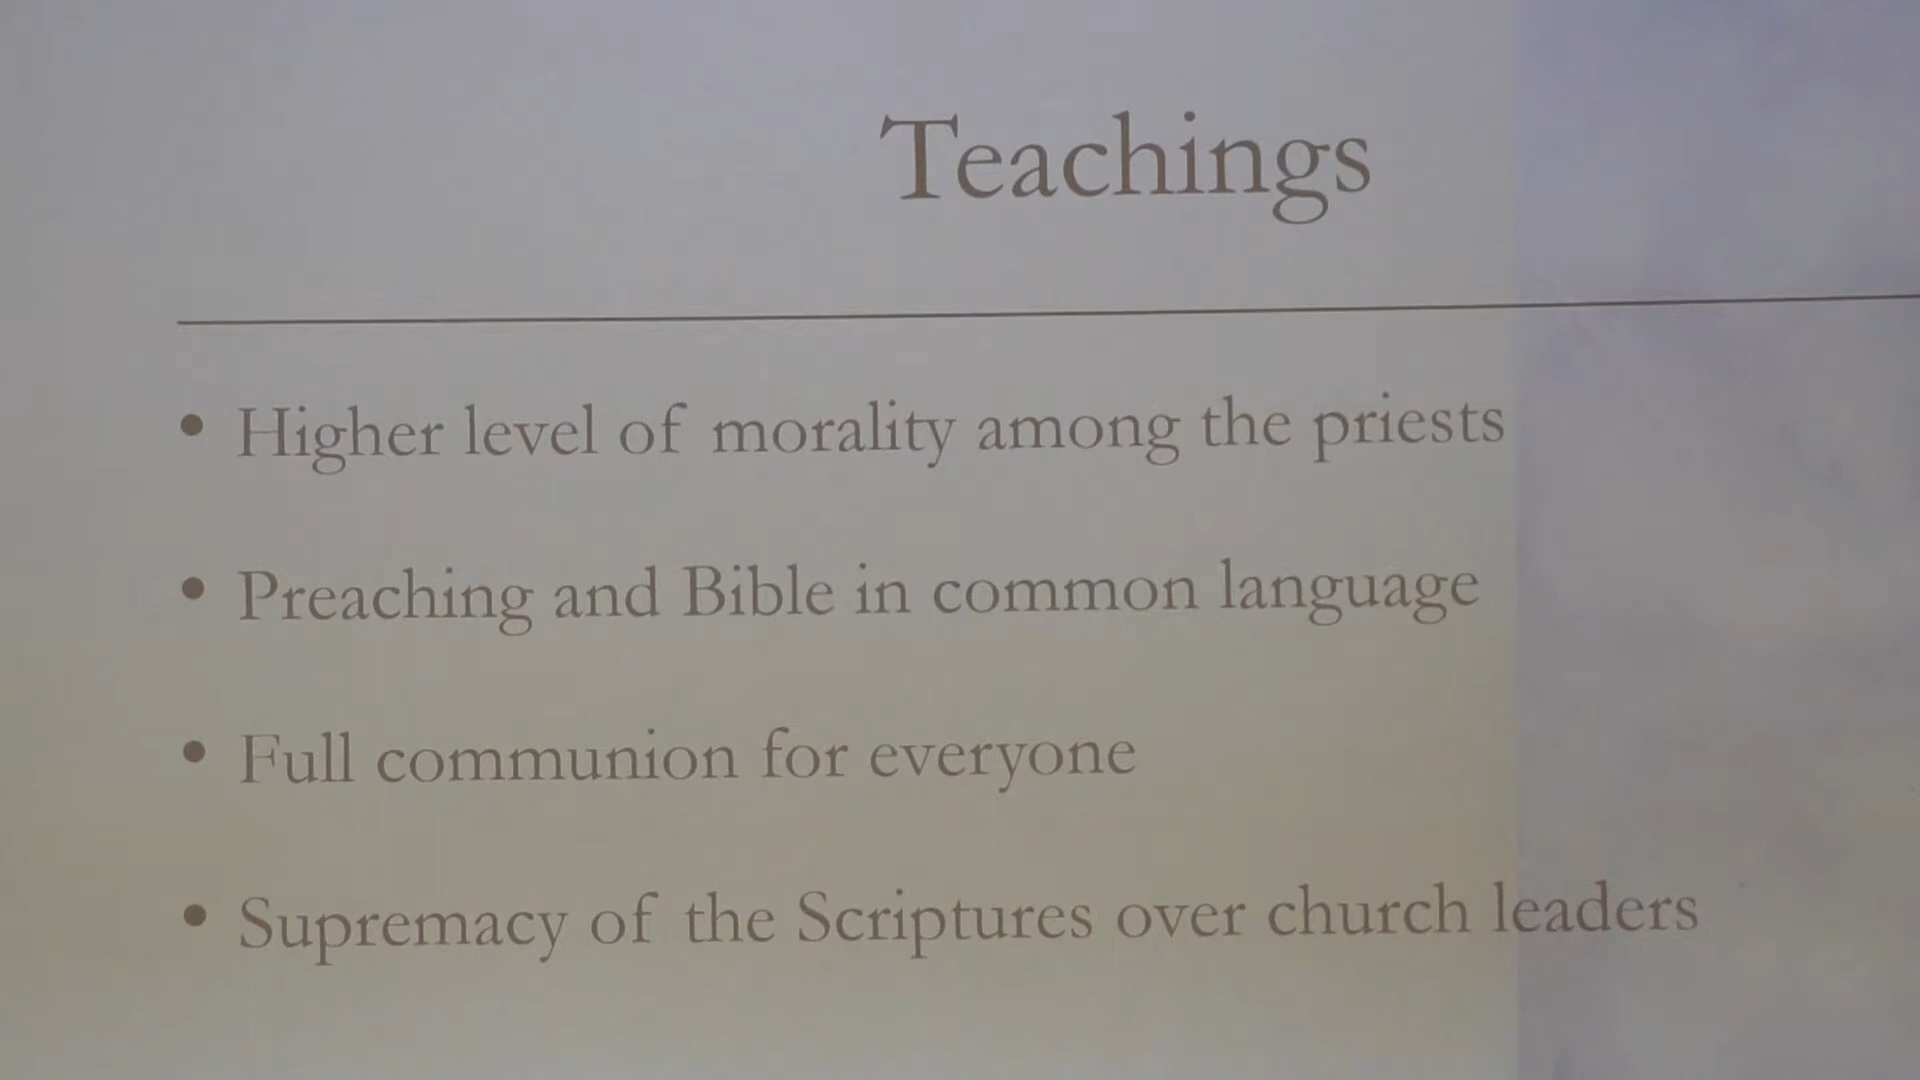 Teachings
• Higher level of morality among the priests
• Preaching and Bible in common language
• Full communion for everyone
• Supremacy of the Scriptures over church leaders